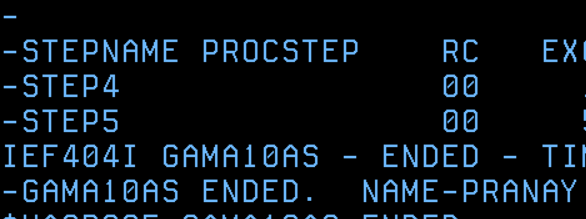 -
-STEPNAME PROCSTEP RC
-STEP4 00
-STEP5 00
IEF404I GAMA10AS - ENDED -
-GAMA10AS ENDED. NAME-PRANAY